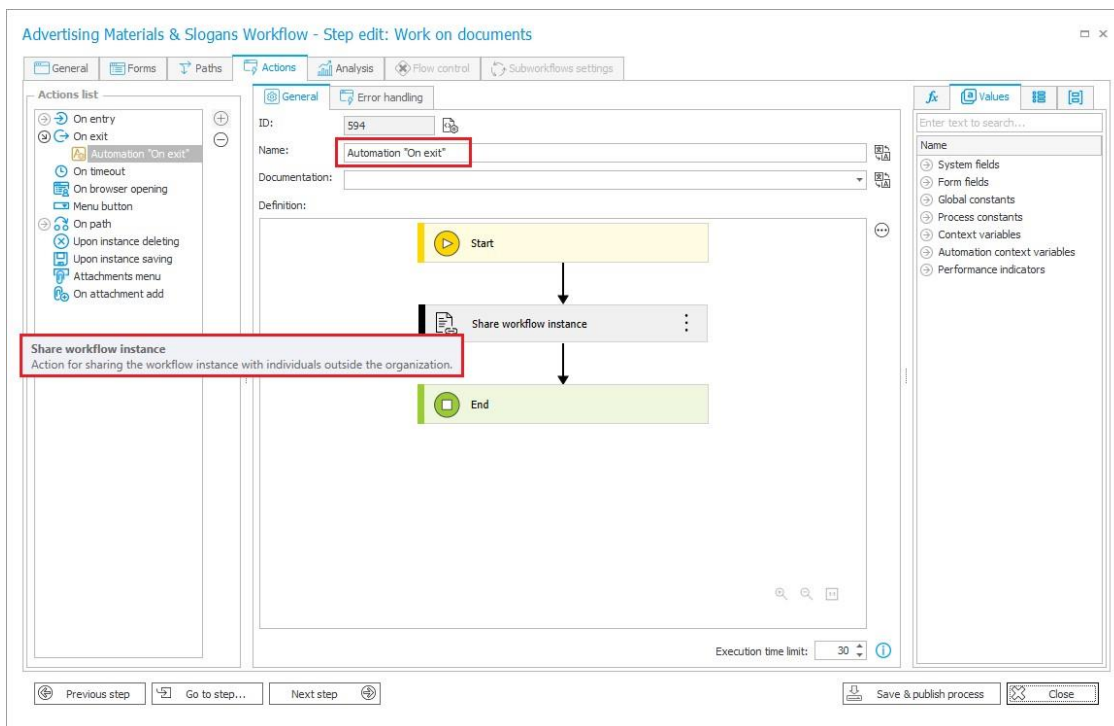 Advertising Materials & Slogans Workflow - Step edit: Work on documents
General Forms Paths Actions Analysis Flow control Subworkflows settings
Actions list
On entry
On exit
Automation "On exit"
On timeout
On browser opening
Menu button
On path
Upon instance deleting
Upon instance saving
Attachments menu
On attachment add
General Error handling
ID: 594
Name: Automation "On exit"
Documentation:
Definition:
Start
Share workflow instance
End
Share workflow instance
Action for sharing the workflow instance with individuals outside the organization.
Execution time limit: 30
fx Values
Enter text to search...
Name
System fields
Form fields
Global constants
Process constants
Context variables
Automation context variables
Performance indicators
Previous step Go to step... Next step Save & publish process Close